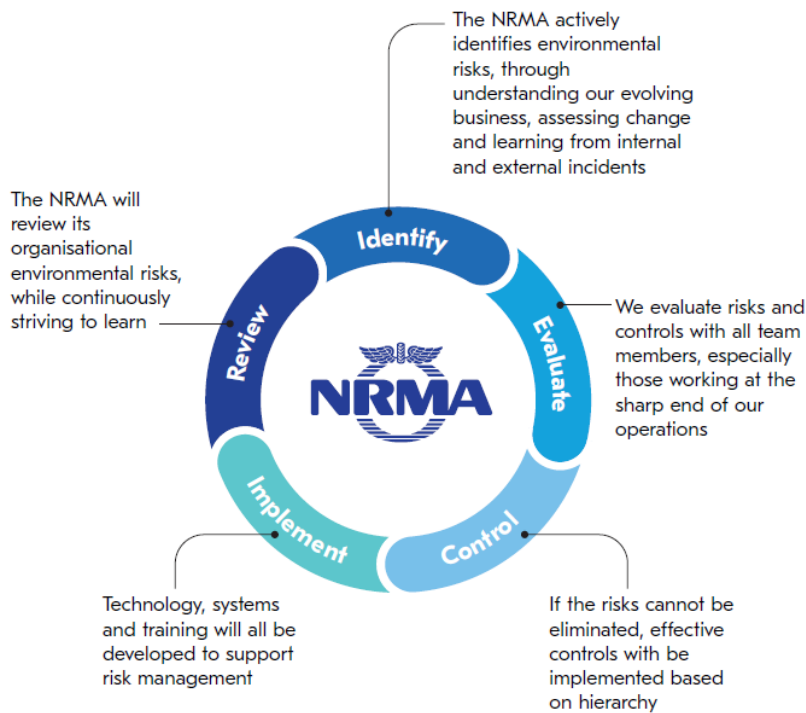 The NRMA actively
identifies environmental
risks, through
understanding our evolving
business, assessing change
and learning from internal
and external incidents
Identify
We evaluate risks and
controls with all team
members, especially
those working at the
sharp end of our
operations
Evaluate
If the risks cannot be
eliminated, effective
controls with be
implemented based
on hierarchy
Control
Technology, systems
and training will all be
developed to support
risk management
Implement
The NRMA will
review its
organisational
environmental risks,
while continuously
striving to learn
Review
NRMA